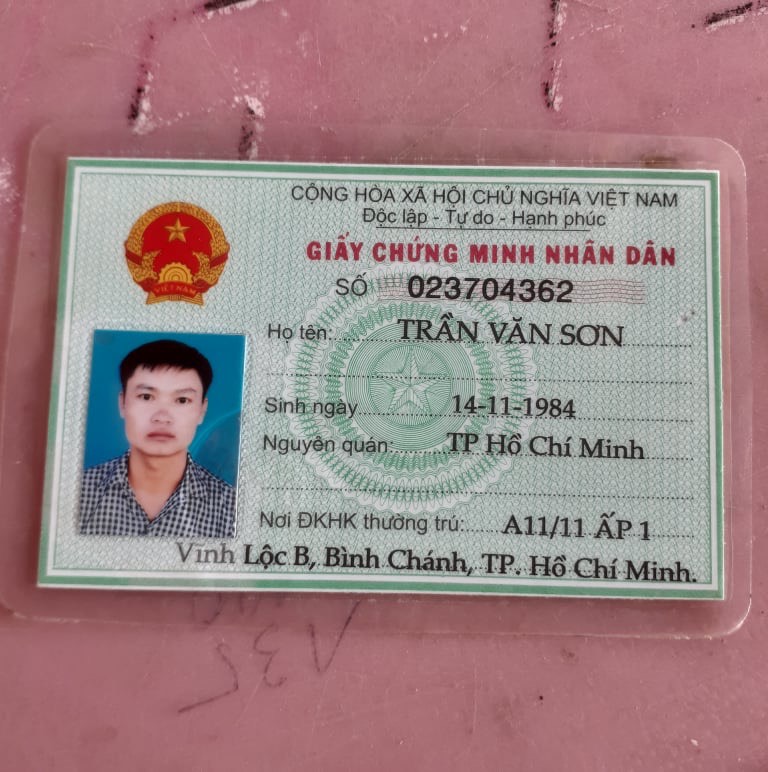 CỘNG HÒA XÃ HỘI CHỦ NGHĨA VIỆT NAM
Độc lập - Tự do - Hạnh phúc
GIẤY CHỨNG MINH NHÂN DÂN
SỐ 023704362
VIỆT NAM
Họ tên: TRẦN VĂN SƠN
Sinh ngày 14-11-1984
Nguyên quán: TP Hồ Chí Minh
Nơi ĐKHK thường trú: A11/11 ẤP 1
Vĩnh Lộc B, Bình Chánh, TP. Hồ Chí Minh.